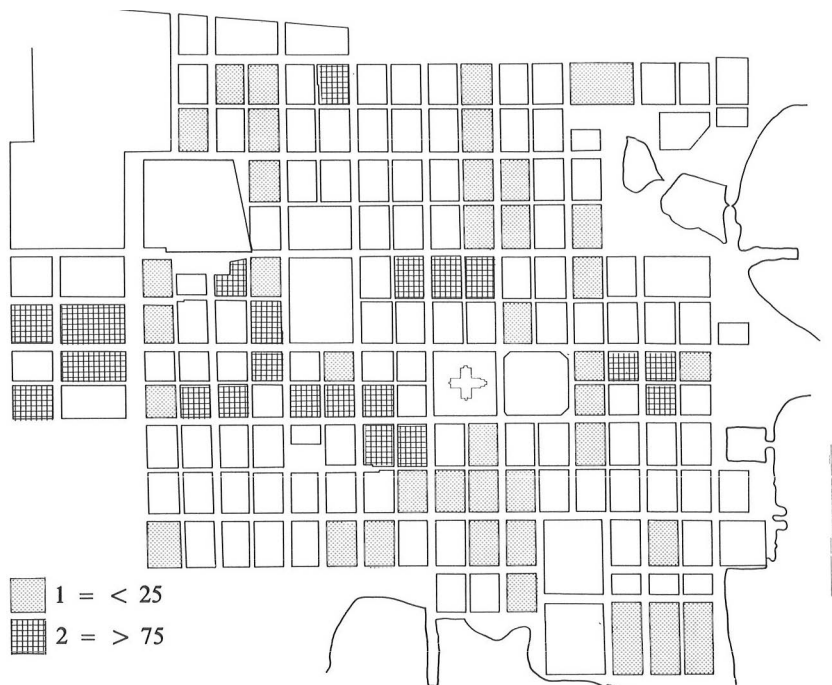 1 = < 25
2 = > 75